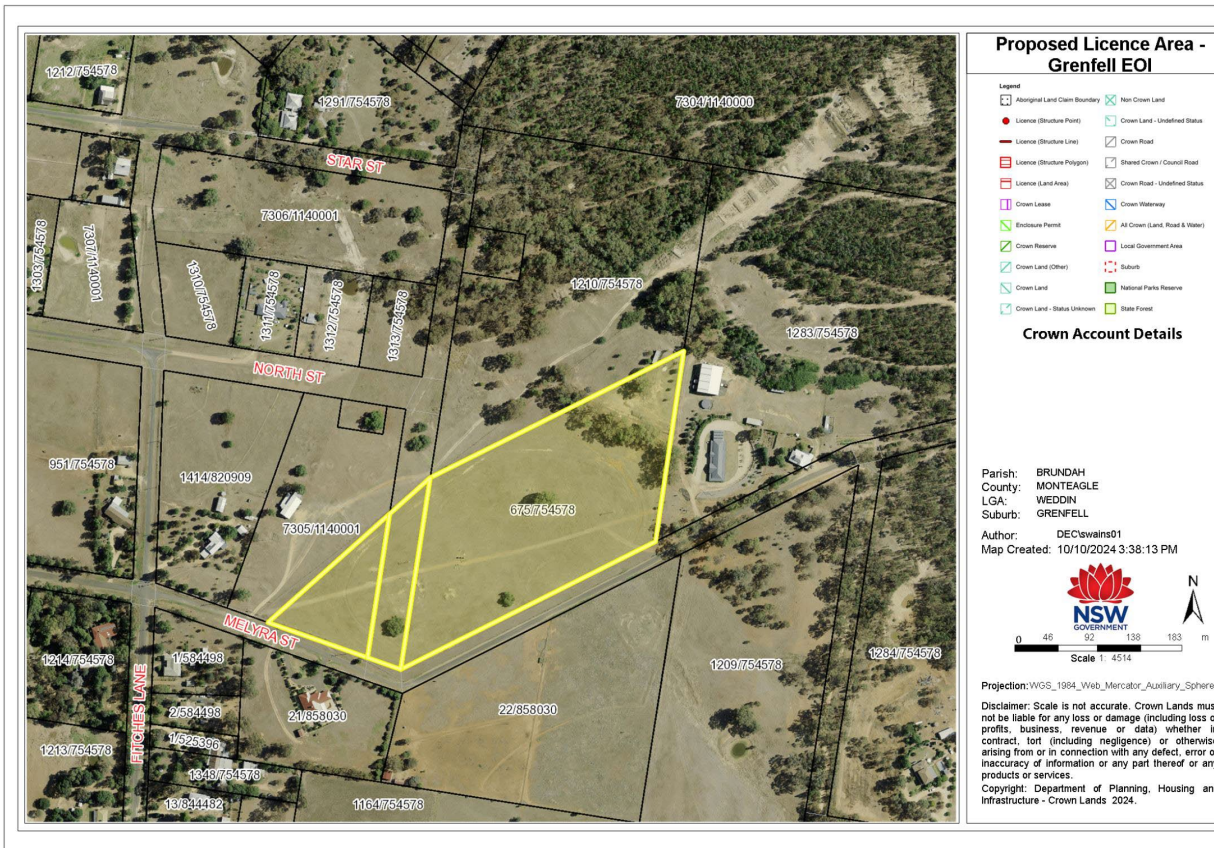 1212/754578
1291/754578
7304/1140000
STAR ST
7306/1140001
1303/754578
7307/1140001
1310/754578
1311/754578
1312/754578
1313/754578
1210/754578
1283/754578
NORTH ST
951/754578
1414/820909
7305/1140001
675/754578
MELYRA ST
1214/754578
FITCHES LANE
1/584498
2/584498
1/525396
21/858030
22/858030
1209/754578
1284/754578
1213/754578
1348/754578
13/844482
1164/754578
Proposed Licence Area -
Grenfell EOI
Legend
Aboriginal Land Claim Boundary
Licence (Structure Point)
Licence (Structure Line)
Licence (Structure Polygon)
Licence (Land Area)
Crown Lease
Enclosure Permit
Crown Reserve
Crown Land (Other)
Crown Land
Crown Land - Status Unknown
Non Crown Land
Crown Land - Undefined Status
Crown Road
Shared Crown / Council Road
Crown Road - Undefined Status
Crown Waterway
All Crown (Land, Road & Water)
Local Government Area
Suburb
National Parks Reserve
State Forest
Crown Account Details
Parish: BRUNDAH
County: MONTEAGLE
LGA: WEDDIN
Suburb: GRENFELL
Author: DEC\swains01
Map Created: 10/10/2024 3:38:13 PM
NSW
GOVERNMENT
N
0 46 92 138 183 m
Scale 1: 4514
Projection: WGS_1984_Web_Mercator_Auxiliary_Sphere
Disclaimer: Scale is not accurate. Crown Lands mus
not be liable for any loss or damage (including loss o
profits, business, revenue or data) whether i
contract, tort (including negligence) or otherwis
arising from or in connection with any defect, error o
inaccuracy of information or any part thereof or an
products or services.
Copyright: Department of Planning, Housing an
Infrastructure - Crown Lands 2024.